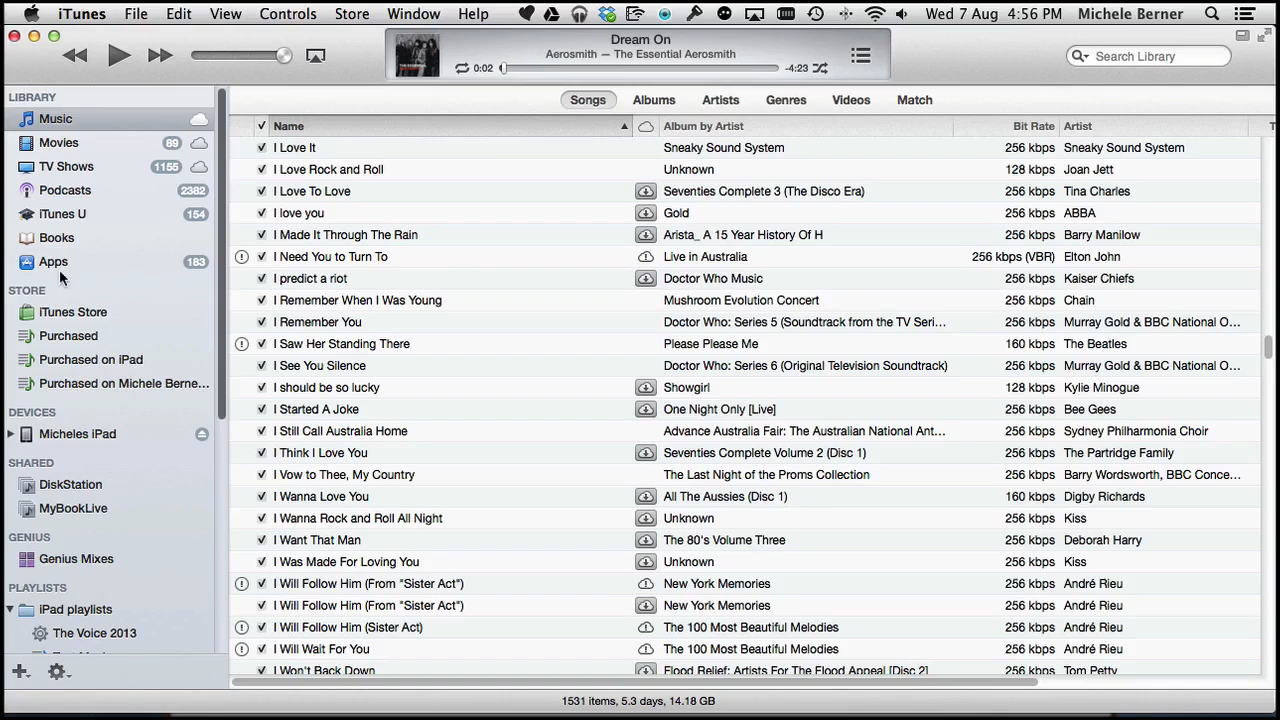 iTunes File Edit View Controls Store Window Help Wed 7 Aug 4:56 PM Michele Berner
Dream On
Aerosmith — The Essential Aerosmith
0:02 -4:23
Search Library
LIBRARY
Music
Movies 89
TV Shows 1155
Podcasts 2382
iTunes U 154
Books
Apps 183
STORE
iTunes Store
Purchased
Purchased on iPad
Purchased on Michele Berne...
DEVICES
Micheles iPad
SHARED
DiskStation
MyBookLive
GENIUS
Genius Mixes
PLAYLISTS
iPad playlists
The Voice 2013
Songs Albums Artists Genres Videos Match
Name Album by Artist Bit Rate Artist
I Love It Sneaky Sound System 256 kbps Sneaky Sound System
I Love Rock and Roll Unknown 128 kbps Joan Jett
I Love To Love Seventies Complete 3 (The Disco Era) 256 kbps Tina Charles
I love you Gold 256 kbps ABBA
I Made It Through The Rain Arista_ A 15 Year History Of H 256 kbps Barry Manilow
I Need You to Turn To Live in Australia 256 kbps (VBR) Elton John
I predict a riot Doctor Who Music 256 kbps Kaiser Chiefs
I Remember When I Was Young Mushroom Evolution Concert 256 kbps Chain
I Remember You Doctor Who: Series 5 (Soundtrack from the TV Seri... 256 kbps Murray Gold & BBC National O...
I Saw Her Standing There Please Please Me 160 kbps The Beatles
I See You Silence Doctor Who: Series 6 (Original Television Soundtrack) 256 kbps Murray Gold & BBC National O...
I should be so lucky Showgirl 128 kbps Kylie Minogue
I Started A Joke One Night Only [Live] 256 kbps Bee Gees
I Still Call Australia Home Advance Australia Fair: The Australian National Ant... 256 kbps Sydney Philharmonia Choir
I Think I Love You Seventies Complete Volume 2 (Disc 1) 256 kbps The Partridge Family
I Vow to Thee, My Country The Last Night of the Proms Collection 256 kbps Barry Wordsworth, BBC Conce...
I Wanna Love You All The Aussies (Disc 1) 160 kbps Digby Richards
I Wanna Rock and Roll All Night Unknown 256 kbps Kiss
I Want That Man The 80's Volume Three 256 kbps Deborah Harry
I Was Made For Loving You Unknown 256 kbps Kiss
I Will Follow Him (From "Sister Act") New York Memories 256 kbps André Rieu
I Will Follow Him (From "Sister Act") New York Memories 256 kbps André Rieu
I Will Follow Him (Sister Act) The 100 Most Beautiful Melodies 256 kbps André Rieu
I Will Wait For You The 100 Most Beautiful Melodies 256 kbps André Rieu
I Won't Back Down Flood Relief: Artists For The Flood Appeal [Disc 2] 256 kbps Tom Petty
1531 items, 5.3 days, 14.18 GB